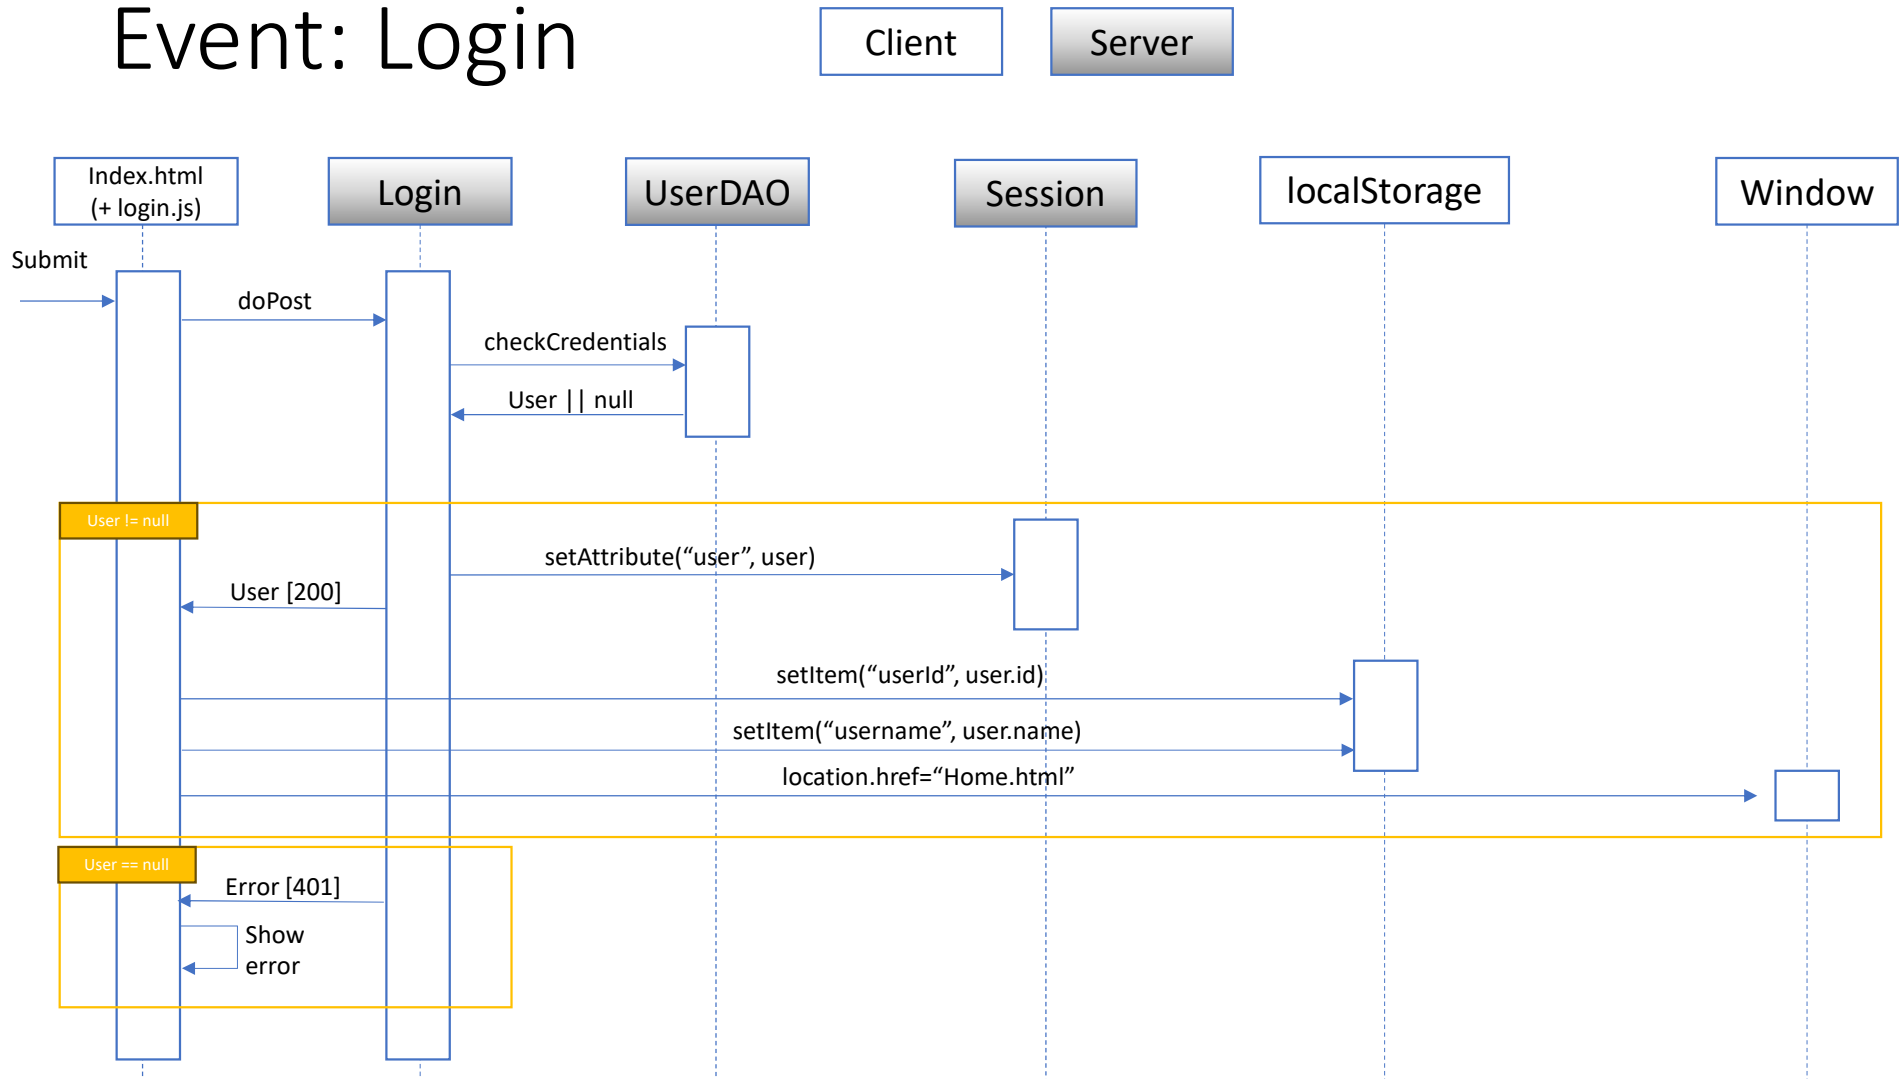 Event: Login
Client
Server
Index.html
(+ login.js)
Login
UserDAO
Session
localStorage
Window
Submit
doPost
checkCredentials
User || null
User != null
setAttribute(“user”, user)
User [200]
setItem(“userId”, user.id)
setItem(“username”, user.name)
location.href=“Home.html”
User == null
Error [401]
Show
error